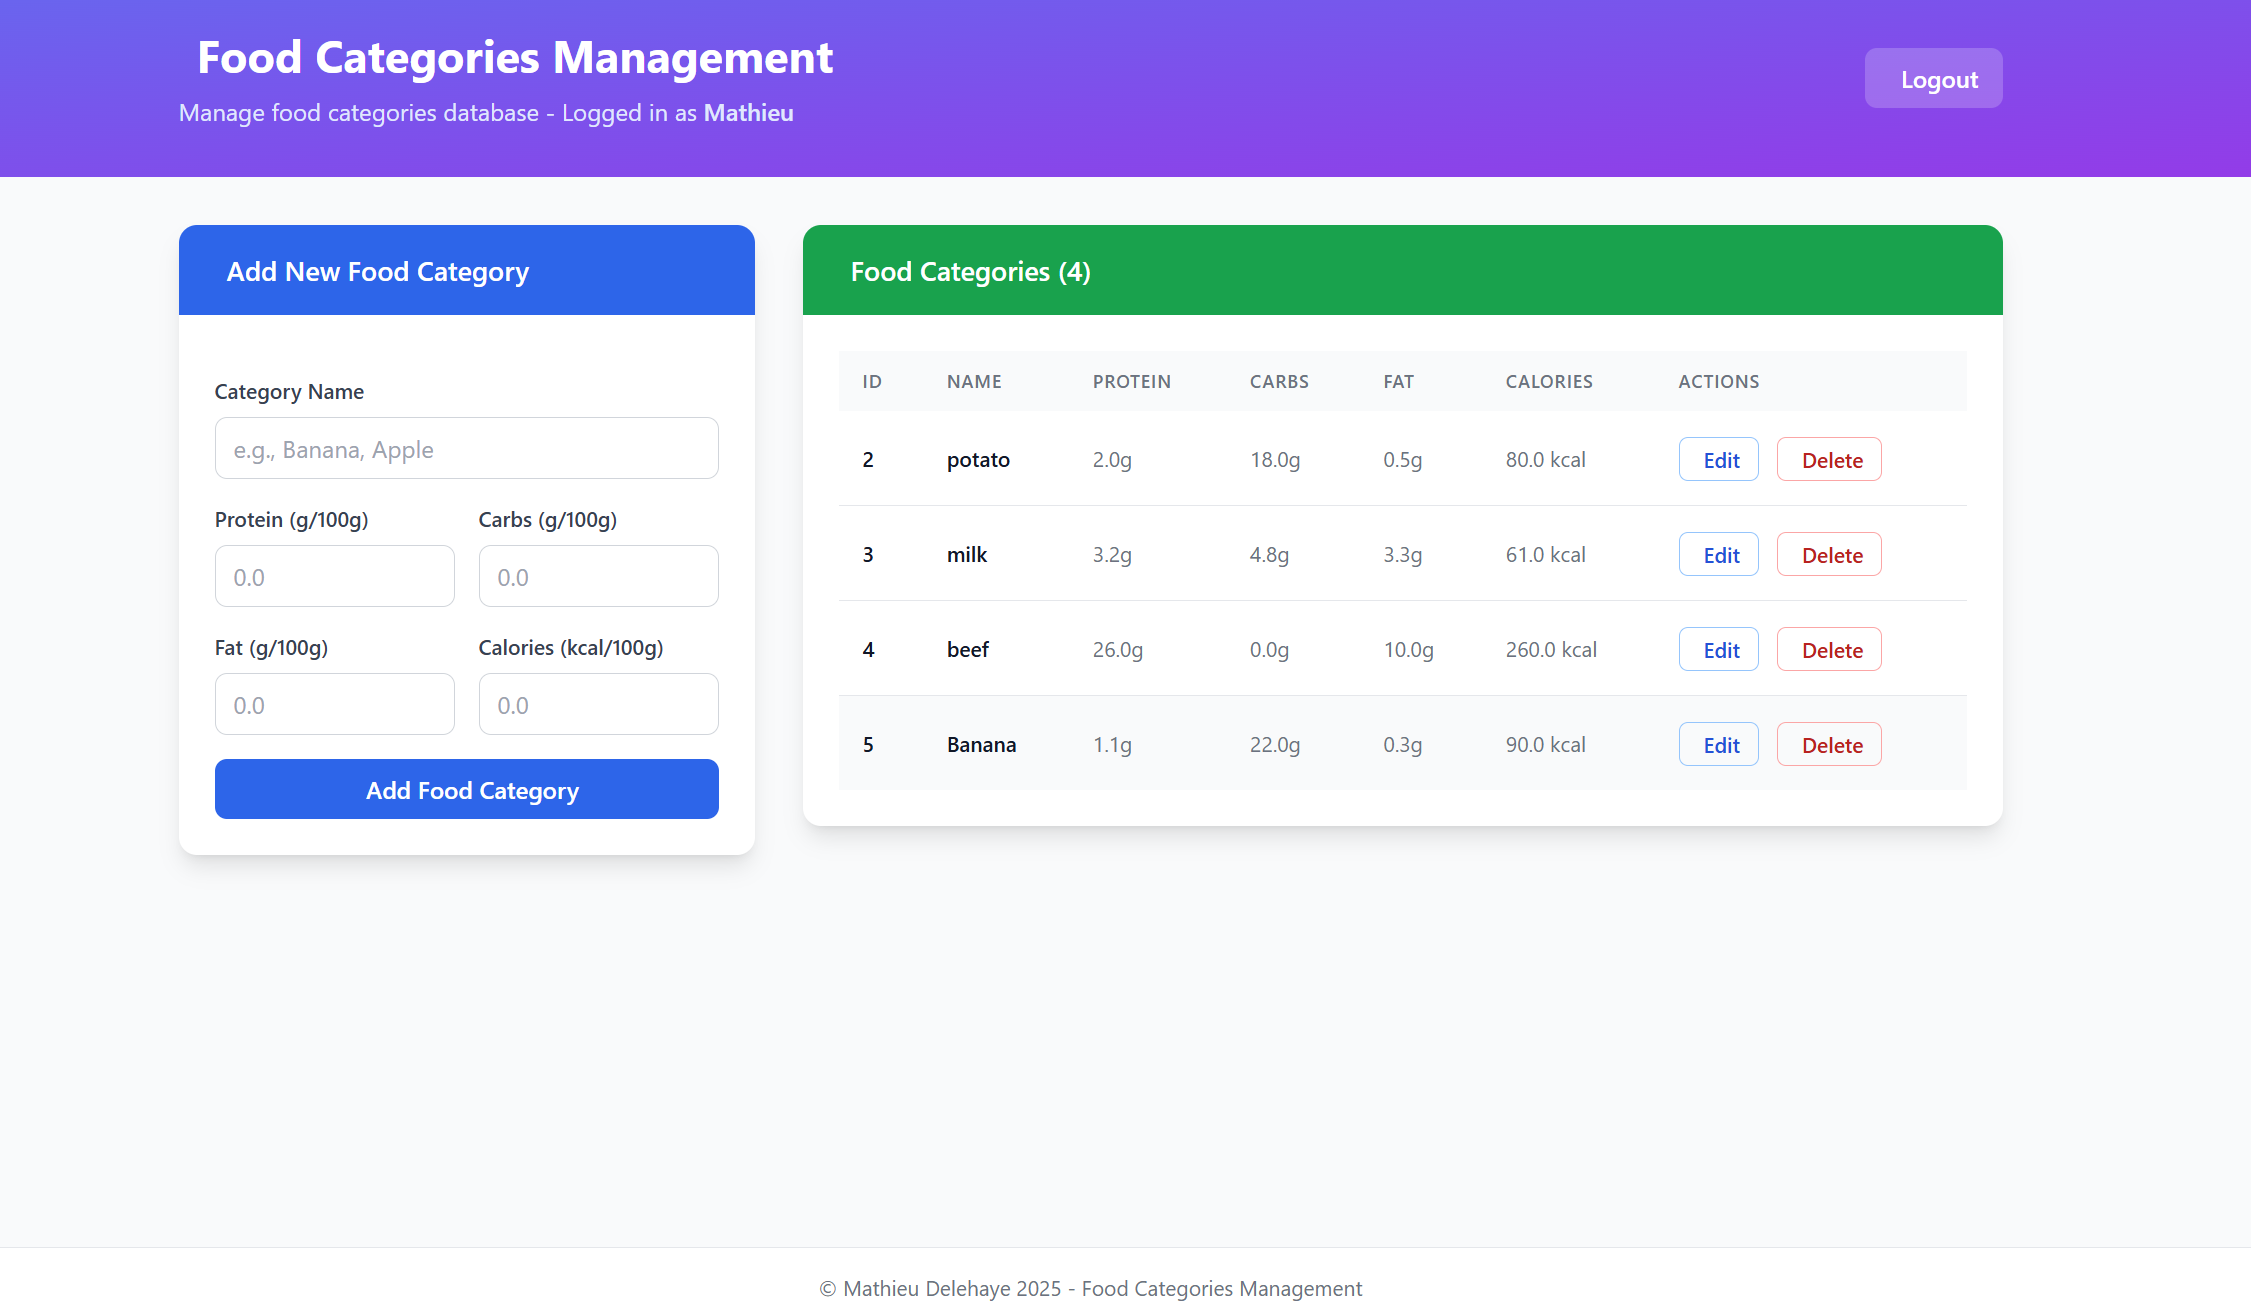 Food Categories Management
Manage food categories database - Logged in as Mathieu
Logout
Add New Food Category
Category Name
e.g., Banana, Apple
Protein (g/100g) Carbs (g/100g)
0.0 0.0
Fat (g/100g) Calories (kcal/100g)
0.0 0.0
Add Food Category
Food Categories (4)
ID NAME PROTEIN CARBS FAT CALORIES ACTIONS
2 potato 2.0g 18.0g 0.5g 80.0 kcal Edit Delete
3 milk 3.2g 4.8g 3.3g 61.0 kcal Edit Delete
4 beef 26.0g 0.0g 10.0g 260.0 kcal Edit Delete
5 Banana 1.1g 22.0g 0.3g 90.0 kcal Edit Delete
© Mathieu Delehaye 2025 - Food Categories Management